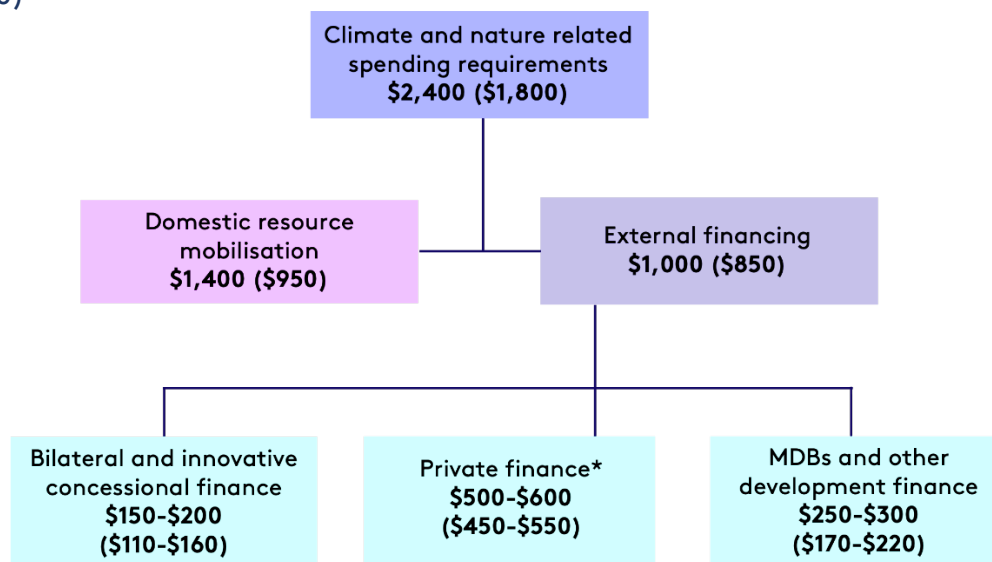 Climate and nature related
spending requirements
$2,400 ($1,800)
Domestic resource
mobilisation
$1,400 ($950)
External financing
$1,000 ($850)
Bilateral and innovative
concessional finance
$150-$200
($110-$160)
Private finance*
$500-$600
($450-$550)
MDBs and other
development finance
$250-$300
($170-$220)